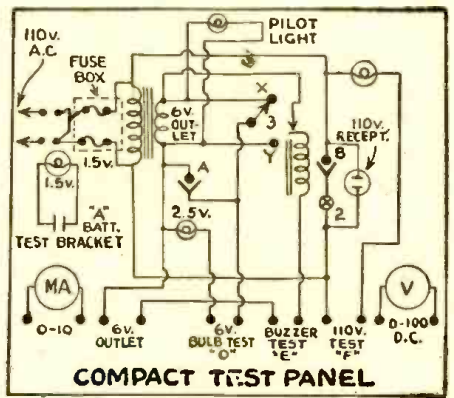 110V.
A.C.
FUSE
BOX
PILOT
LIGHT
6V.
OUT-
LET
X
3
Y
A
B
2
110V.
RECEPT.
1.5V.
1.5V.
"A"
BATT.
TEST BRACKET
2.5V.
MA
V
0-10
6V.
OUTLET
6V.
BULB TEST
"D"
BUZZER
TEST
"E"
110V.
TEST
"F"
0-100
D.C.
COMPACT TEST PANEL